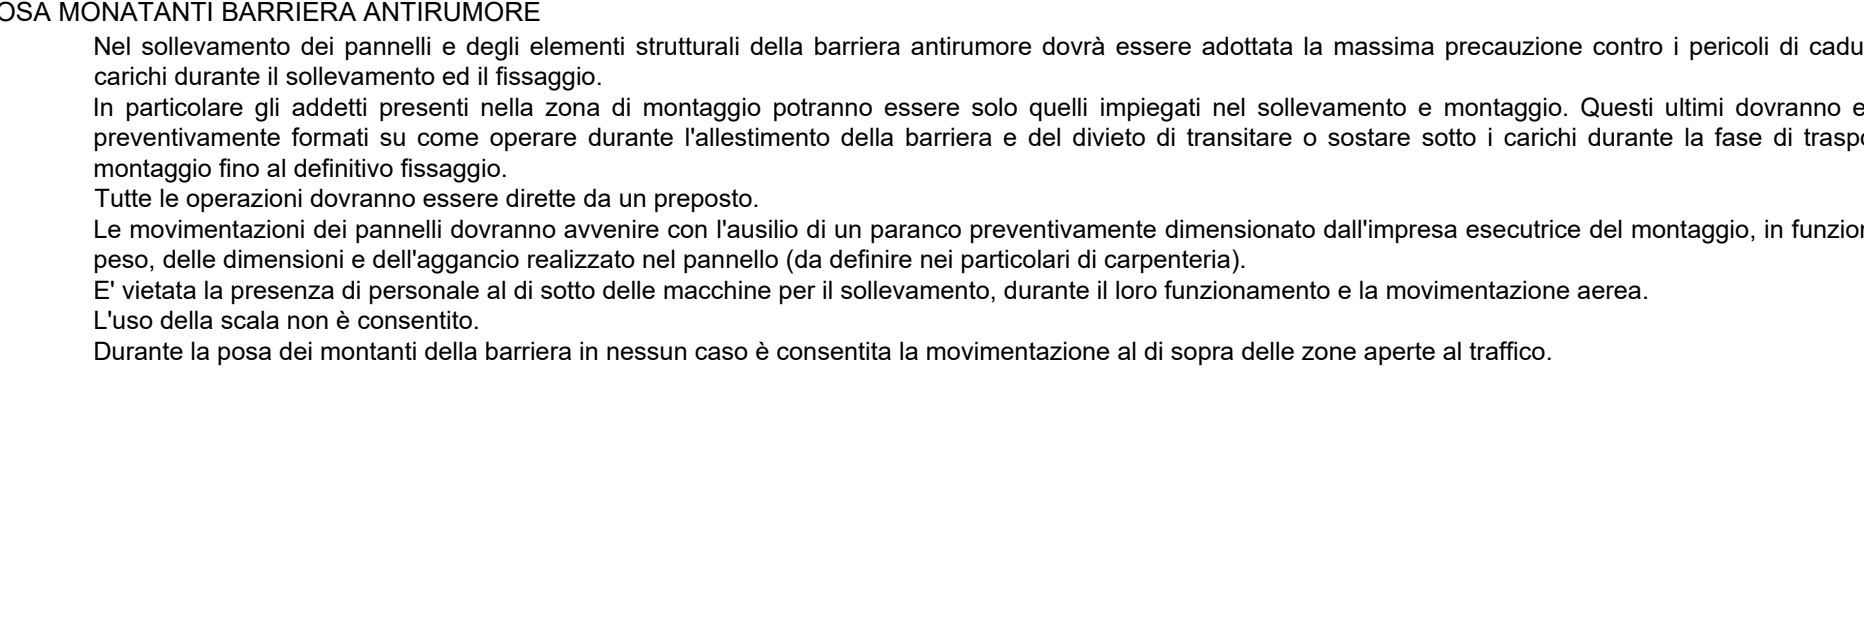 OSA MONATANTI BARRIERA ANTIRUMORE
Nel sollevamento dei pannelli e degli elementi strutturali della barriera antirumore dovrà essere adottata la massima precauzione contro i pericoli di cadu
carichi durante il sollevamento ed il fissaggio.
In particolare gli addetti presenti nella zona di montaggio potranno essere solo quelli impiegati nel sollevamento e montaggio. Questi ultimi dovranno e
preventivamente formati su come operare durante l'allestimento della barriera e del divieto di transitare o sostare sotto i carichi durante la fase di traspo
montaggio fino al definitivo fissaggio.
Tutte le operazioni dovranno essere dirette da un preposto.
Le movimentazioni dei pannelli dovranno avvenire con l'ausilio di un paranco preventivamente dimensionato dall'impresa esecutrice del montaggio, in funzion
peso, delle dimensioni e dell'aggancio realizzato nel pannello (da definire nei particolari di carpenteria).
E' vietata la presenza di personale al di sotto delle macchine per il sollevamento, durante il loro funzionamento e la movimentazione aerea.
L'uso della scala non è consentito.
Durante la posa dei montanti della barriera in nessun caso è consentita la movimentazione al di sopra delle zone aperte al traffico.